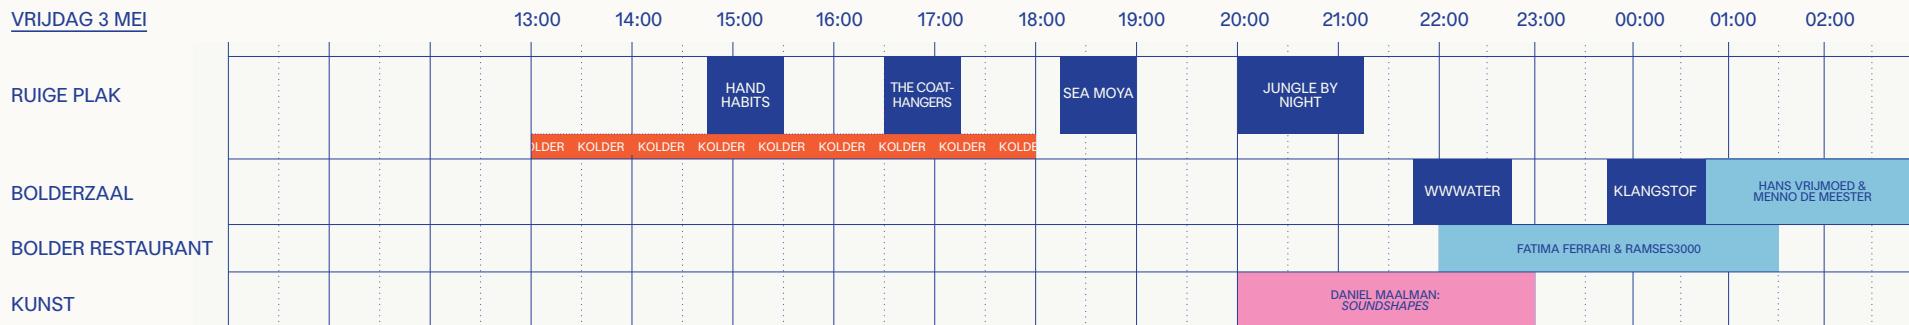 VRIJDAG 3 MEI 13:00 14:00 15:00 16:00 17:00 18:00 19:00 20:00 21:00 22:00 23:00 00:00 01:00 02:00
RUIGE PLAK
HAND
HABITS
THE COAT-
HANGERS
SEA MOYA
JUNGLE BY
NIGHT
OLDER KOLDER KOLDER KOLDER KOLDER KOLDER KOLDER KOLDER KOLDE
BOLDERZAAL
WWWATER
KLANGSTOF
HANS VRIJMOED &
MENNO DE MEESTER
BOLDER RESTAURANT
FATIMA FERRARI & RAMSES3000
KUNST
DANIEL MAALMAN:
SOUNDSHAPES